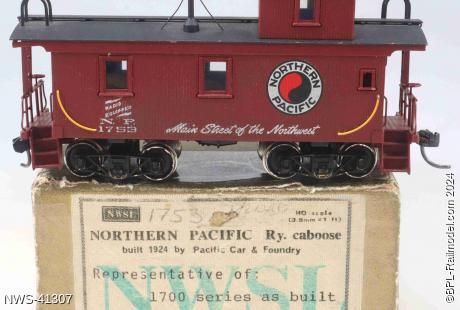 NORTHERN
PACIFIC
RADIO
EQUIPPED
N.P.
1753
Main Street of the Northwest
NWSL
1753
HO scale
(3.5mm = 1 ft)
NORTHERN PACIFIC Ry. caboose
built 1924 by Pacific Car & Foundry
Representative of:
1700 series as built
NWSL
NWS-41307
©BPL-Railmodel.com 2024